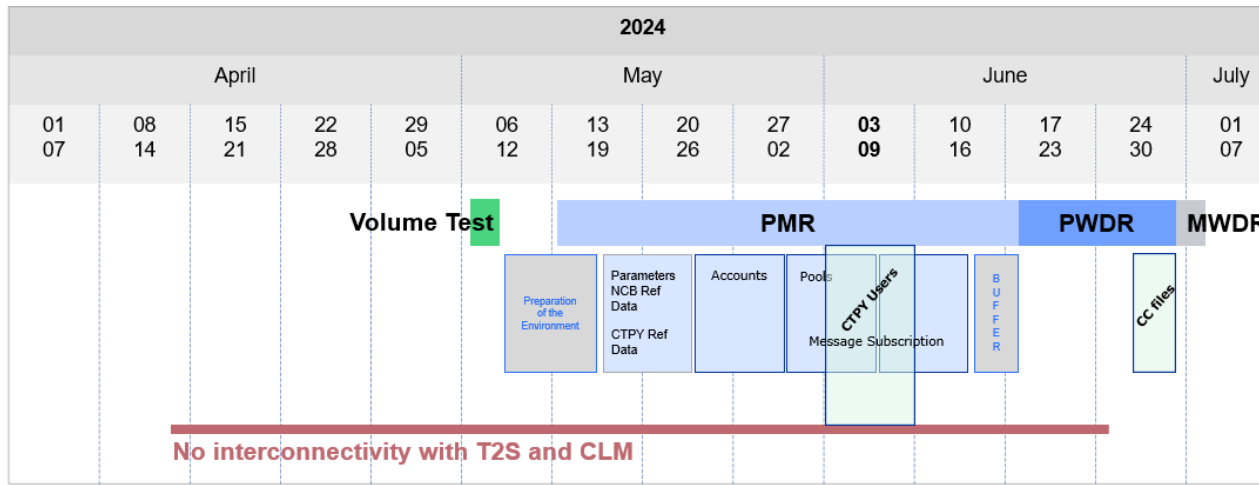 2024
April May June July
01 08 15 22 29 06 13 20 27 03 10 17 24 01
07 14 21 28 05 12 19 26 02 09 16 23 30 07
Volume Test PMR PWDR MWDR
Preparation
of the
Environment
Parameters
NCB Ref
Data
CTPY Ref
Data
Accounts
Pools
CTPY Users
Message Subscription
BUFFER
CC files
No interconnectivity with T2S and CLM